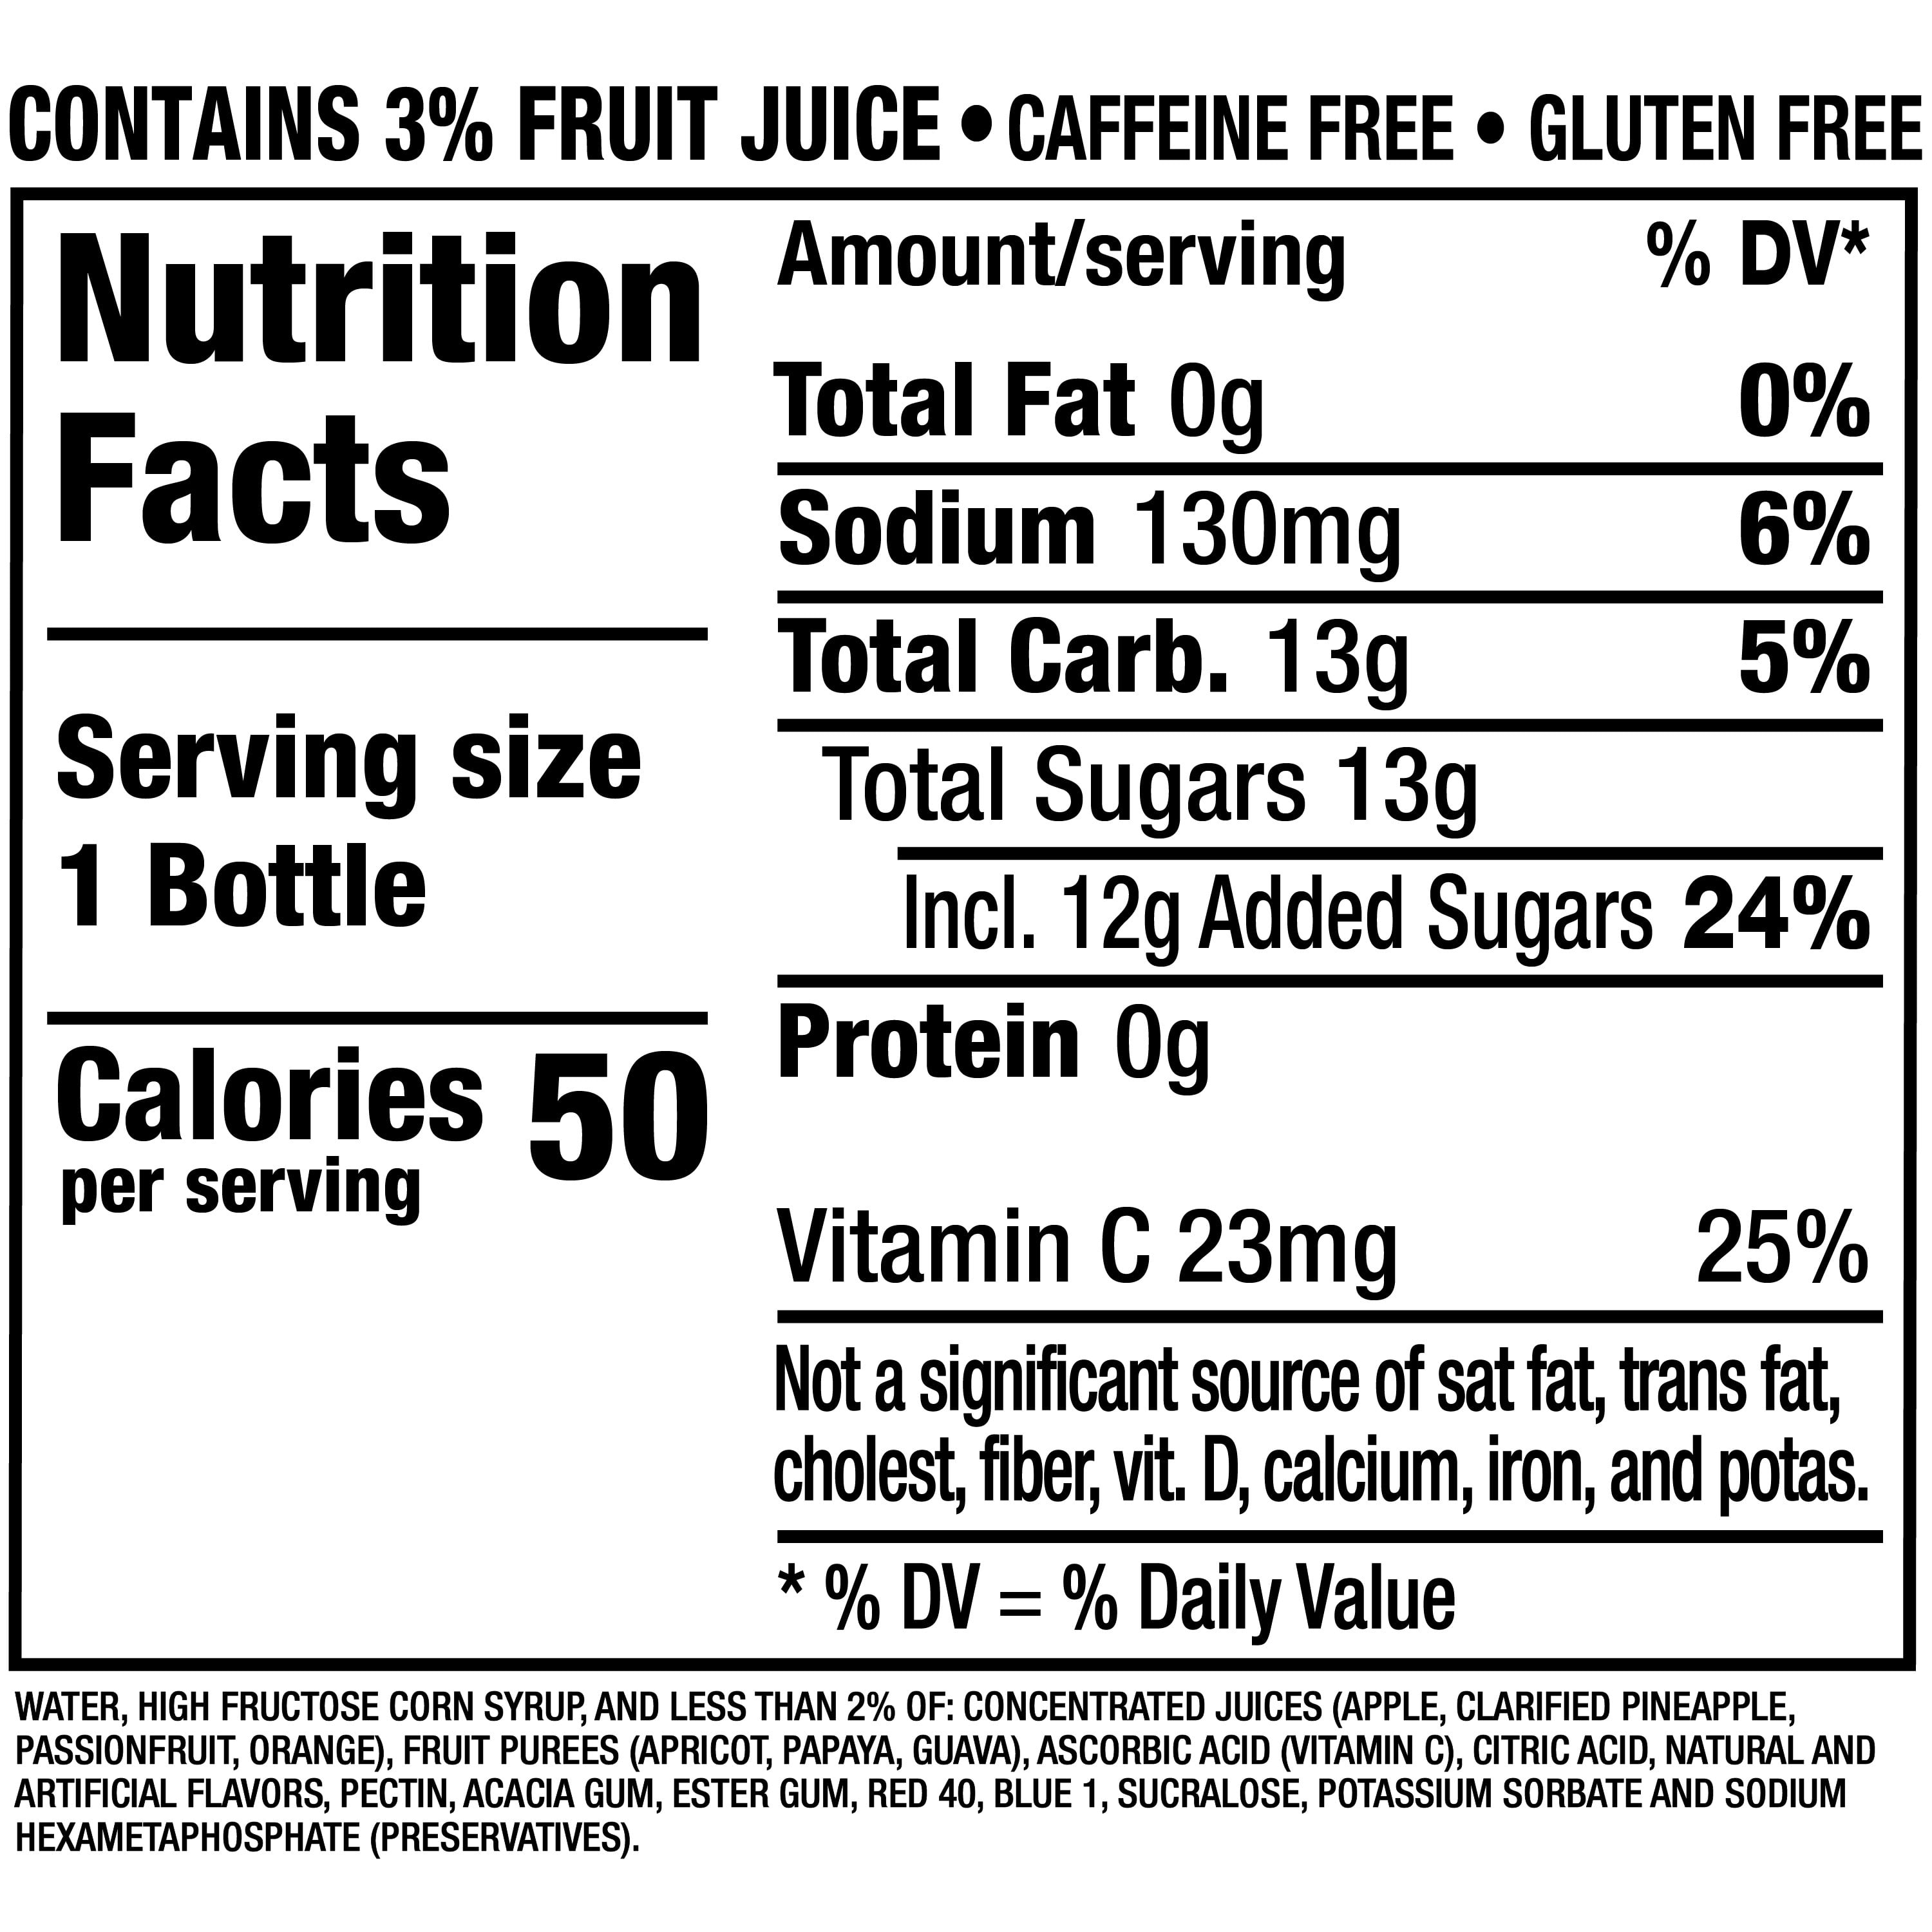 CONTAINS 3% FRUIT JUICE • CAFFEINE FREE • GLUTEN FREE
Nutrition
Facts
Serving size
1 Bottle
Calories 50
per serving
Amount/serving % DV*
Total Fat 0g 0%
Sodium 130mg 6%
Total Carb. 13g 5%
Total Sugars 13g
Incl. 12g Added Sugars 24%
Protein 0g
Vitamin C 23mg 25%
Not a significant source of sat fat, trans fat,
cholest, fiber, vit. D, calcium, iron, and potas.
* % DV = % Daily Value
WATER, HIGH FRUCTOSE CORN SYRUP, AND LESS THAN 2% OF: CONCENTRATED JUICES (APPLE, CLARIFIED PINEAPPLE,
PASSIONFRUIT, ORANGE), FRUIT PUREES (APRICOT, PAPAYA, GUAVA), ASCORBIC ACID (VITAMIN C), CITRIC ACID, NATURAL AND
ARTIFICIAL FLAVORS, PECTIN, ACACIA GUM, ESTER GUM, RED 40, BLUE 1, SUCRALOSE, POTASSIUM SORBATE AND SODIUM
HEXAMETAPHOSPHATE (PRESERVATIVES).